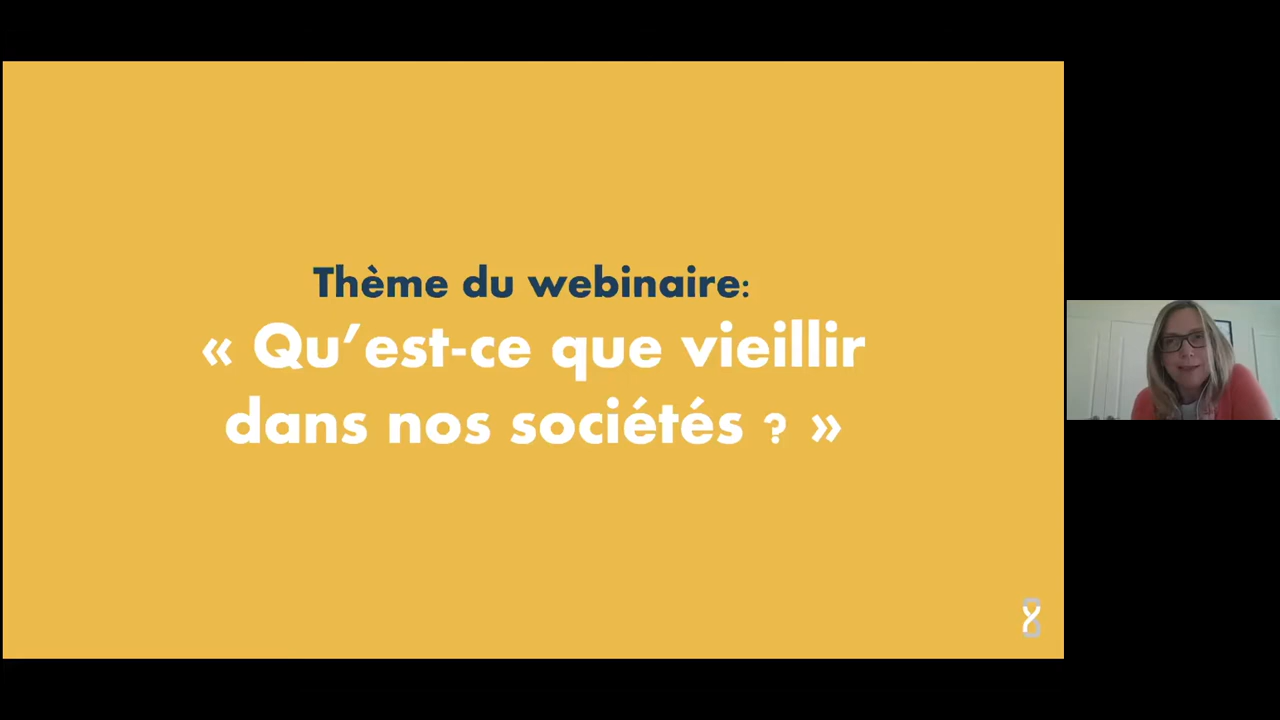 Thème du webinaire:
« Qu’est-ce que vieillir
dans nos sociétés ? »